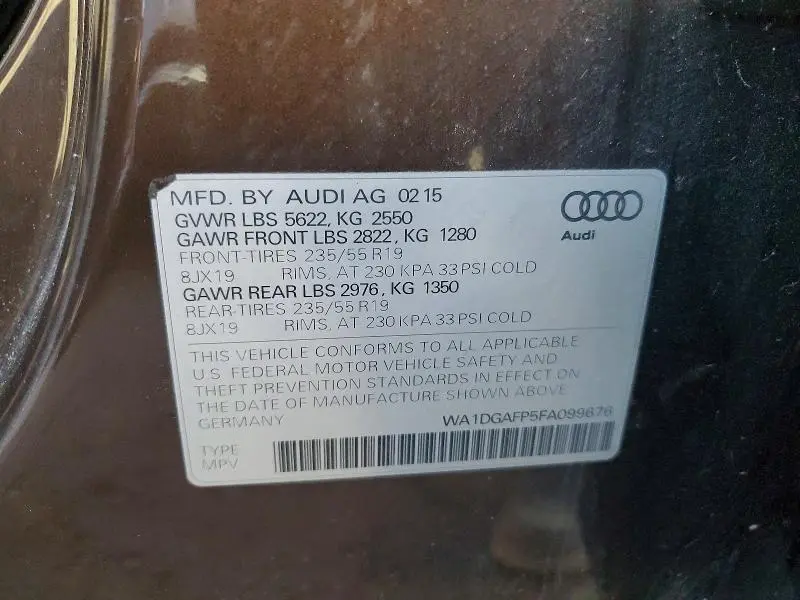 MFD. BY AUDI AG 02 15
GVWR LBS 5622, KG 2550
GAWR FRONT LBS 2822, KG 1280
FRONT-TIRES 235/55 R19
8JX19 RIMS, AT 230 KPA 33 PSI COLD
GAWR REAR LBS 2976, KG 1350
REAR-TIRES 235/55 R19
8JX19 RIMS, AT 230 KPA 33 PSI COLD
Audi
THIS VEHICLE CONFORMS TO ALL APPLICABLE
U.S. FEDERAL MOTOR VEHICLE SAFETY AND
THEFT PREVENTION STANDARDS IN EFFECT ON
THE DATE OF MANUFACTURE SHOWN ABOVE
GERMANY WA1DGAFP5FA099676
TYPE
MPV